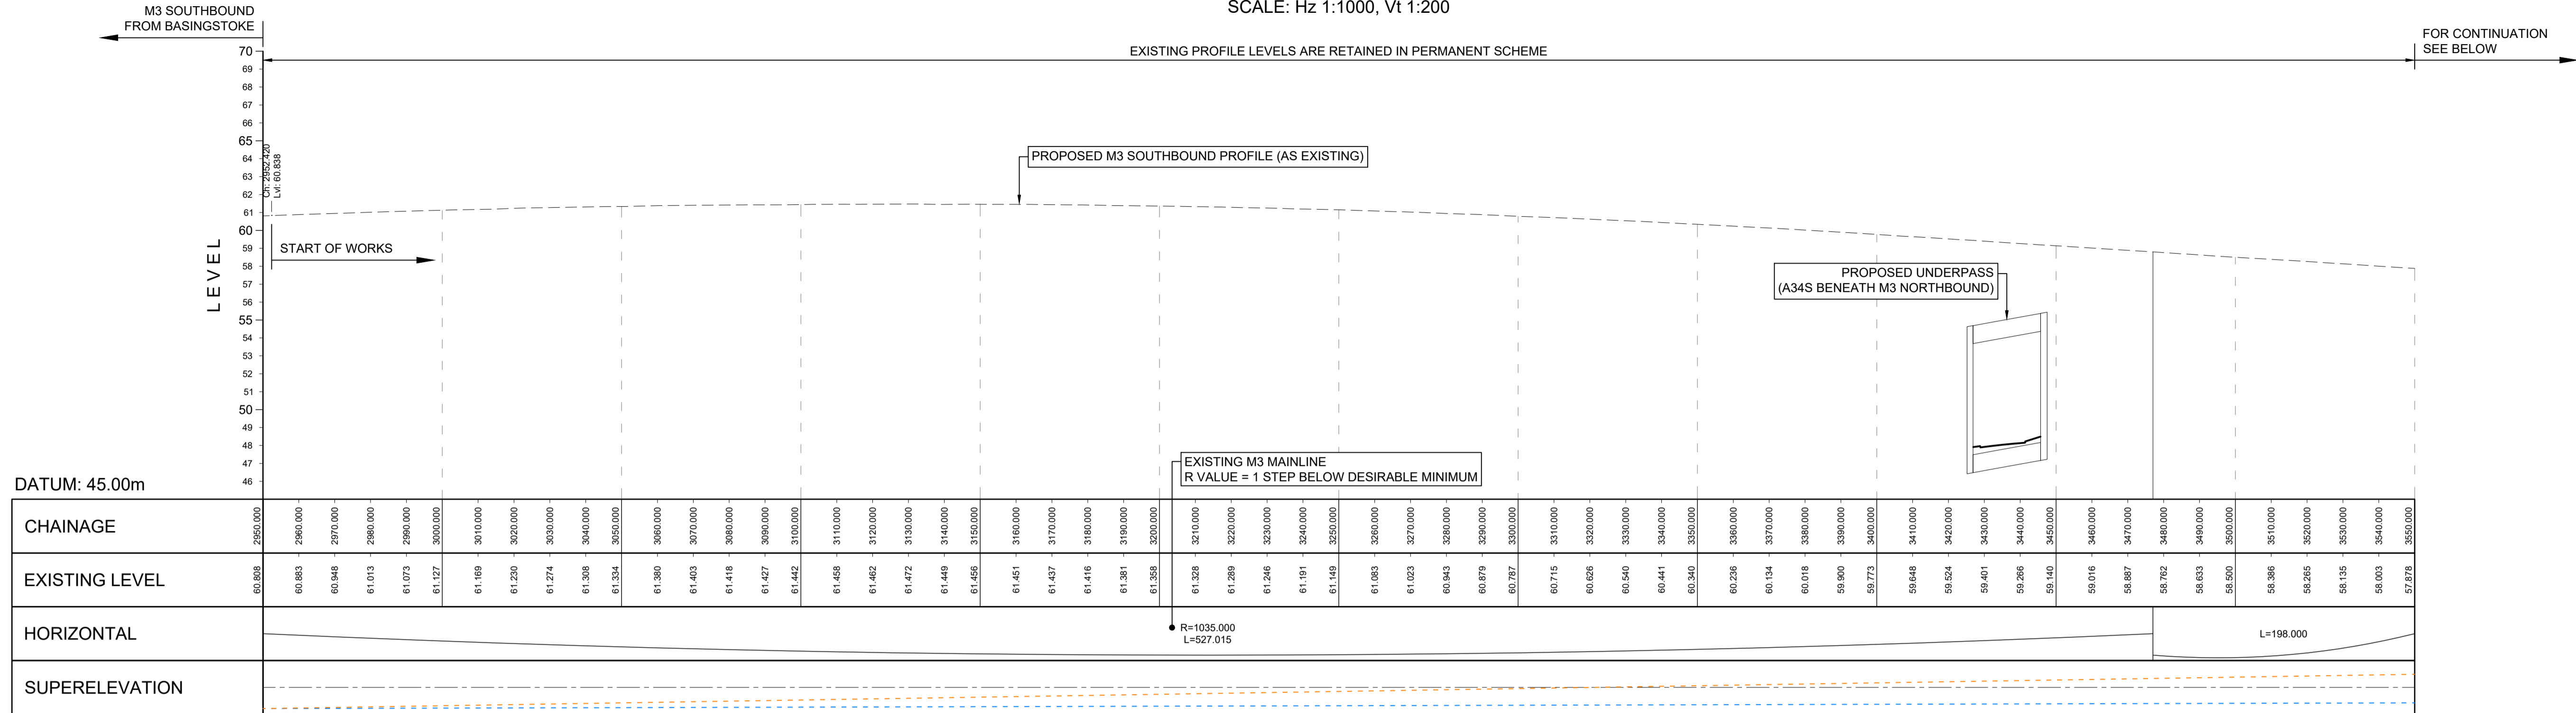 SCALE: Hz 1:1000, Vt 1:200
M3 SOUTHBOUND
FROM BASINGSTOKE
EXISTING PROFILE LEVELS ARE RETAINED IN PERMANENT SCHEME
FOR CONTINUATION
SEE BELOW
70
69
68
67
66
65
64
63
62
61
60
59
58
57
56
55
54
53
52
51
50
49
48
47
46
LEVEL
Ch: 2952.420
Lvl: 60.838
START OF WORKS
PROPOSED M3 SOUTHBOUND PROFILE (AS EXISTING)
PROPOSED UNDERPASS
(A34S BENEATH M3 NORTHBOUND)
EXISTING M3 MAINLINE
R VALUE = 1 STEP BELOW DESIRABLE MINIMUM
DATUM: 45.00m
CHAINAGE 2950.000 2960.000 2970.000 2980.000 2990.000 3000.000 3010.000 3020.000 3030.000 3040.000 3050.000 3060.000 3070.000 3080.000 3090.000 3100.000 3110.000 3120.000 3130.000 3140.000 3150.000 3160.000 3170.000 3180.000 3190.000 3200.000 3210.000 3220.000 3230.000 3240.000 3250.000 3260.000 3270.000 3280.000 3290.000 3300.000 3310.000 3320.000 3330.000 3340.000 3350.000 3360.000 3370.000 3380.000 3390.000 3400.000 3410.000 3420.000 3430.000 3440.000 3450.000 3460.000 3470.000 3480.000 3490.000 3500.000 3510.000 3520.000 3530.000 3540.000 3550.000
EXISTING LEVEL 60.808 60.883 60.948 61.013 61.073 61.127 61.169 61.230 61.274 61.308 61.334 61.380 61.403 61.418 61.427 61.442 61.458 61.462 61.472 61.449 61.456 61.451 61.437 61.416 61.381 61.358 61.328 61.289 61.246 61.191 61.149 61.083 61.023 60.943 60.879 60.787 60.715 60.626 60.540 60.441 60.340 60.236 60.134 60.018 59.900 59.773 59.648 59.524 59.401 59.266 59.140 59.016 58.887 58.762 58.633 58.500 58.386 58.265 58.135 58.003 57.878
HORIZONTAL
R=1035.000
L=527.015
L=198.000
SUPERELEVATION